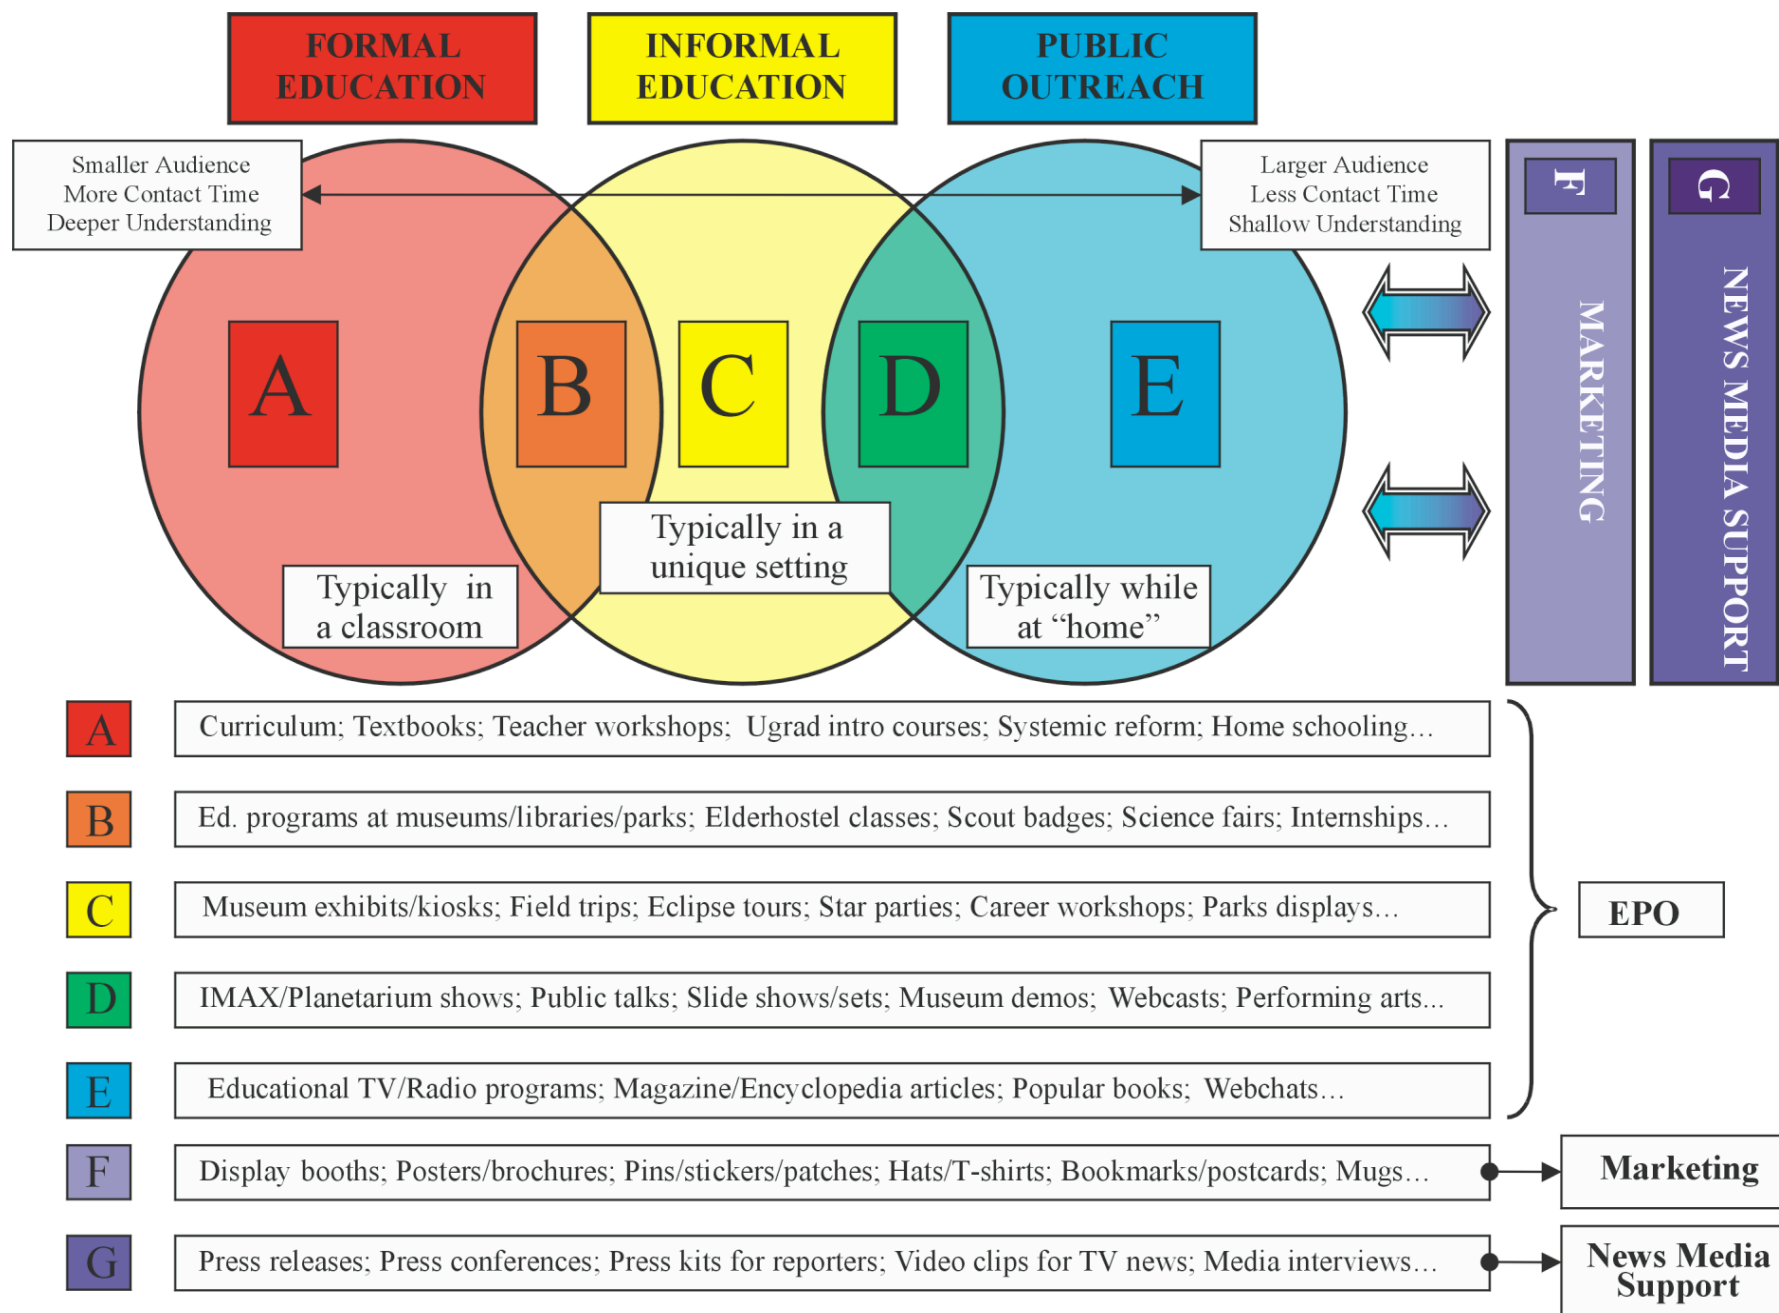 FORMAL
EDUCATION
INFORMAL
EDUCATION
PUBLIC
OUTREACH
Smaller Audience
More Contact Time
Deeper Understanding
Larger Audience
Less Contact Time
Shallow Understanding
F
MARKETING
G
NEWS MEDIA SUPPORT
A
B
C
D
E
Typically in
a classroom
Typically in a
unique setting
Typically while
at “home”
A
Curriculum; Textbooks; Teacher workshops; Ugrad intro courses; Systemic reform; Home schooling…
B
Ed. programs at museums/libraries/parks; Elderhostel classes; Scout badges; Science fairs; Internships…
C
Museum exhibits/kiosks; Field trips; Eclipse tours; Star parties; Career workshops; Parks displays…
D
IMAX/Planetarium shows; Public talks; Slide shows/sets; Museum demos; Webcasts; Performing arts...
E
Educational TV/Radio programs; Magazine/Encyclopedia articles; Popular books; Webchats…
EPO
F
Display booths; Posters/brochures; Pins/stickers/patches; Hats/T-shirts; Bookmarks/postcards; Mugs…
Marketing
G
Press releases; Press conferences; Press kits for reporters; Video clips for TV news; Media interviews…
News Media
Support